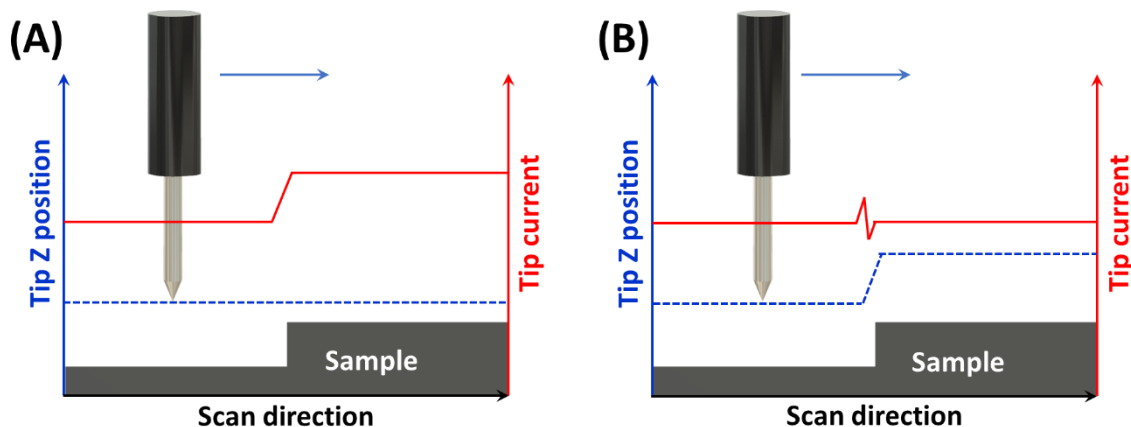 (A)
Tip Z position
Tip current
Sample
Scan direction
(B)
Tip Z position
Tip current
Sample
Scan direction